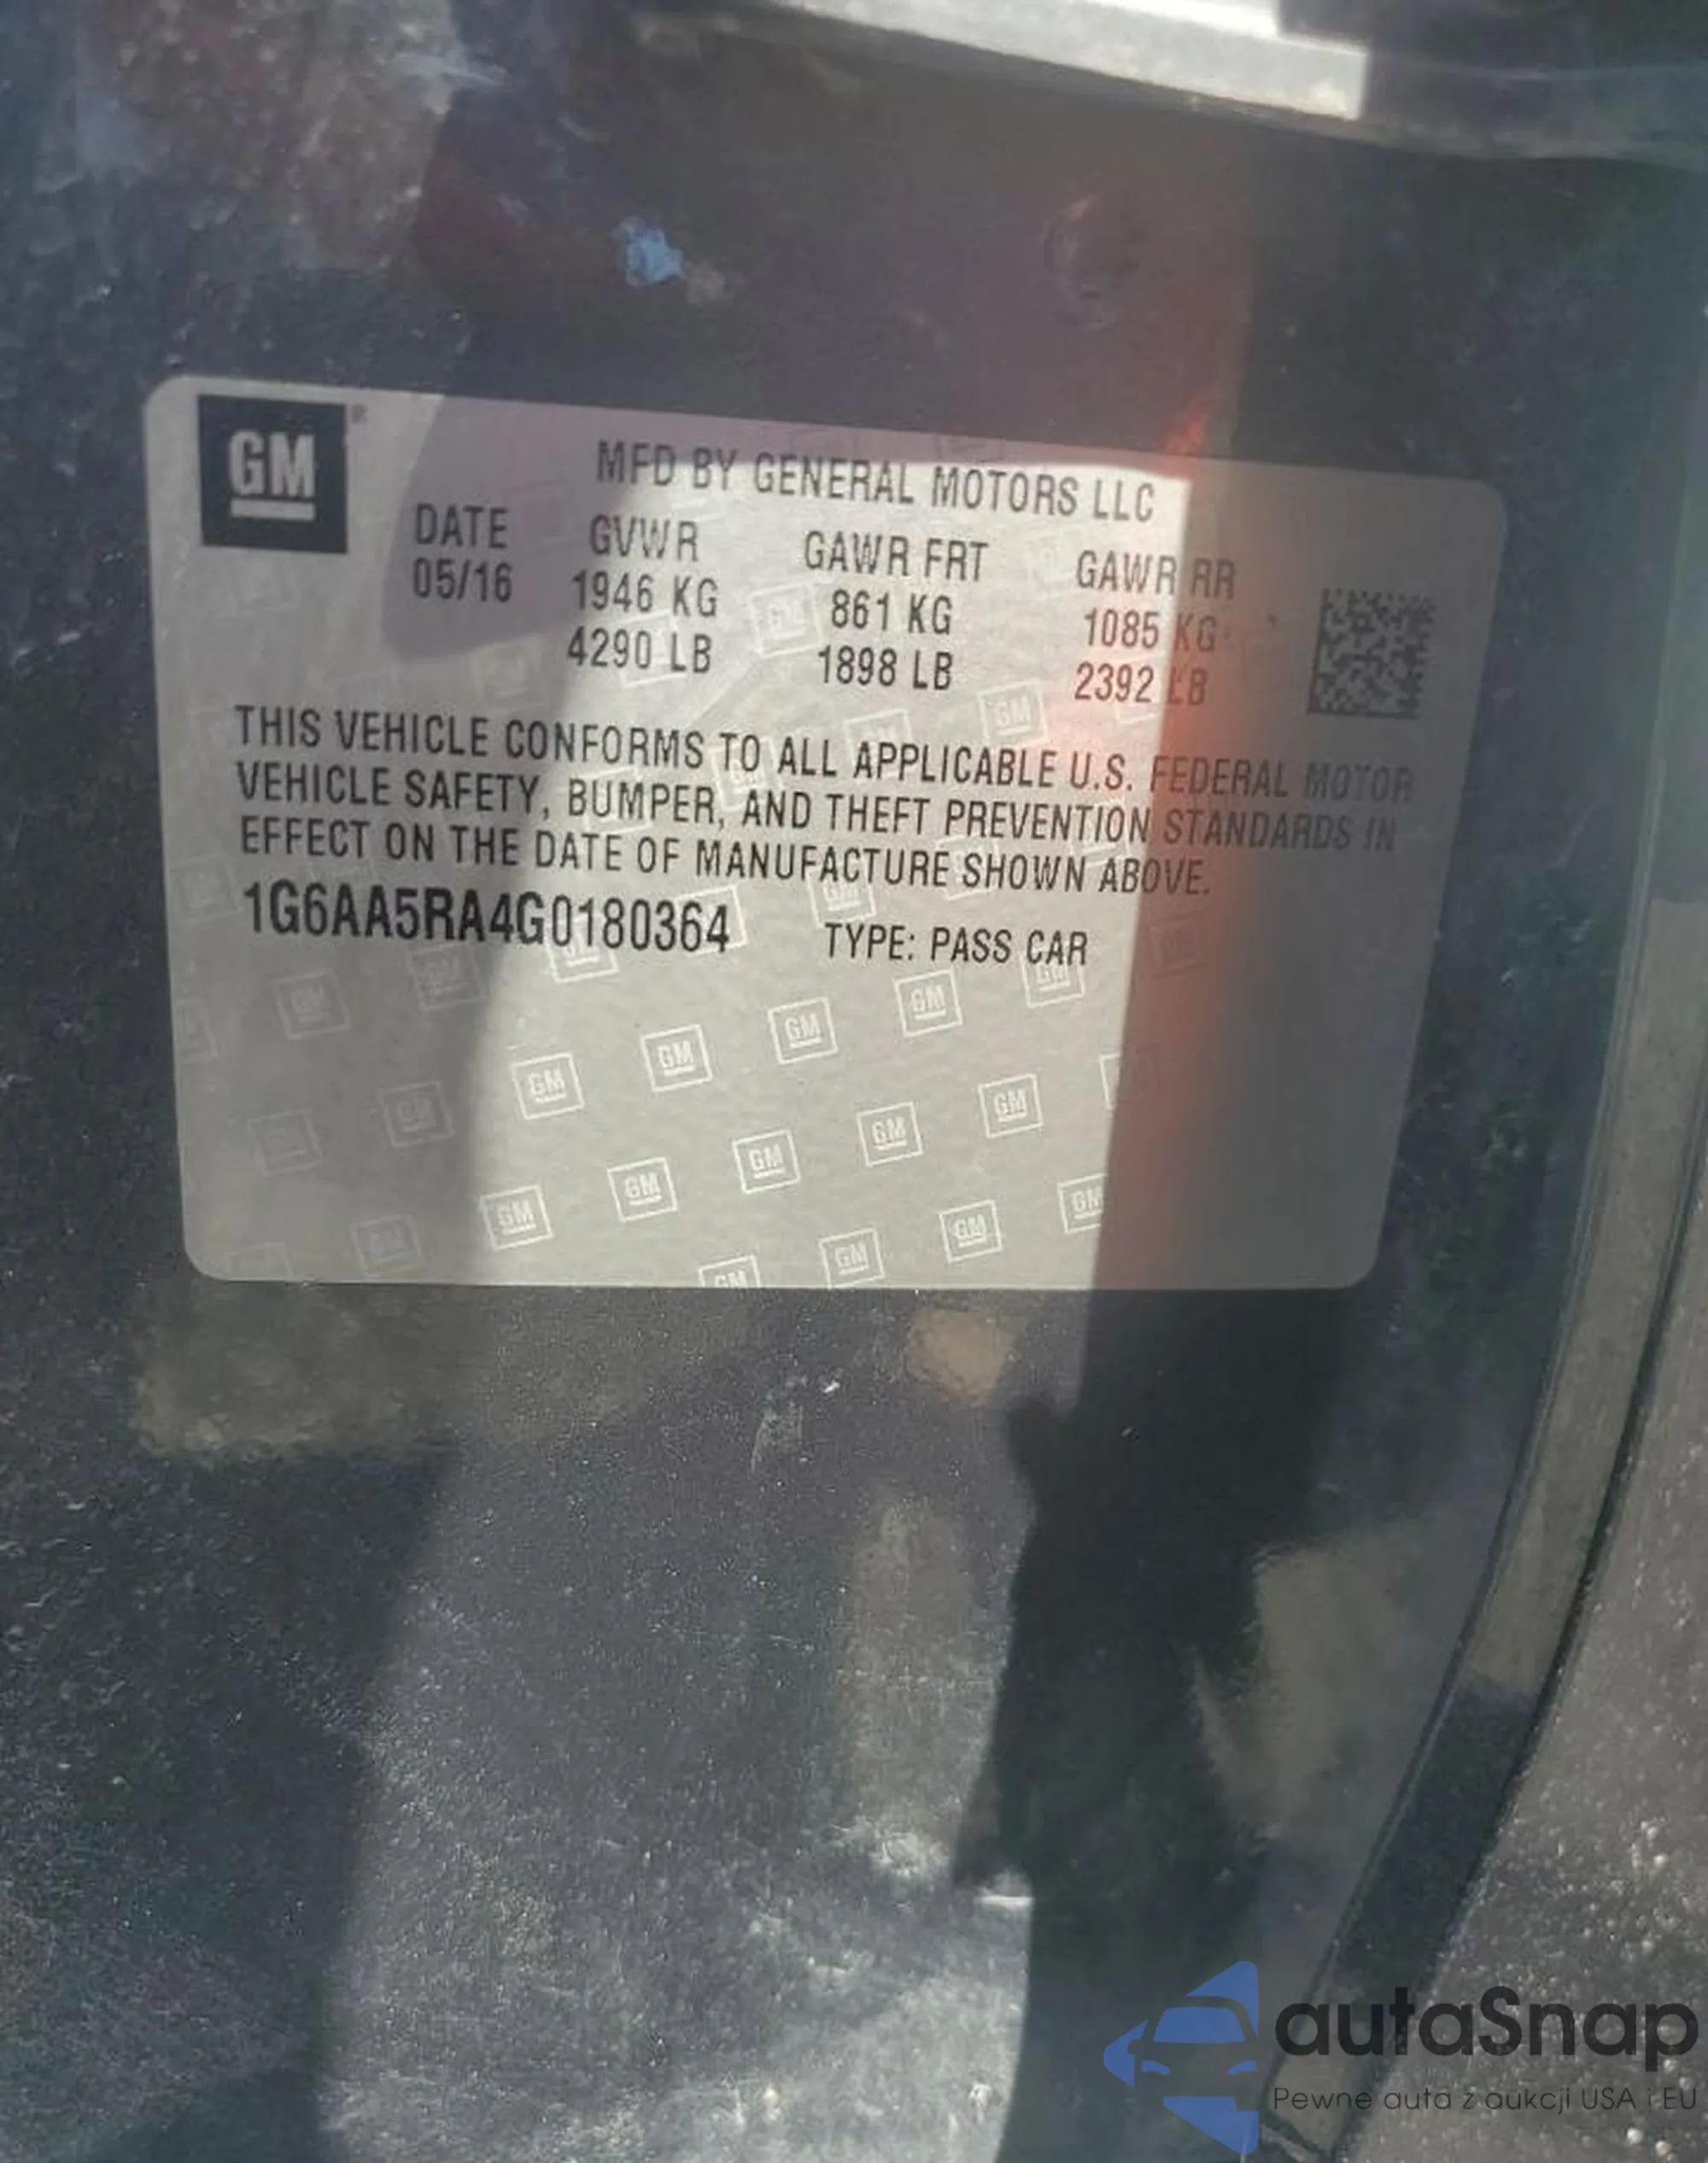 GM
MFD BY GENERAL MOTORS LLC
DATE GVWR GAWR FRT GAWR RR
05/16 1946 KG 861 KG 1085 KG
4290 LB 1898 LB 2392 LB
THIS VEHICLE CONFORMS TO ALL APPLICABLE U.S. FEDERAL MOTOR
VEHICLE SAFETY, BUMPER, AND THEFT PREVENTION STANDARDS IN
EFFECT ON THE DATE OF MANUFACTURE SHOWN ABOVE.
1G6AA5RA4G0180364 TYPE: PASS CAR
autaSnap
Pewne auta z aukcji USA i EU